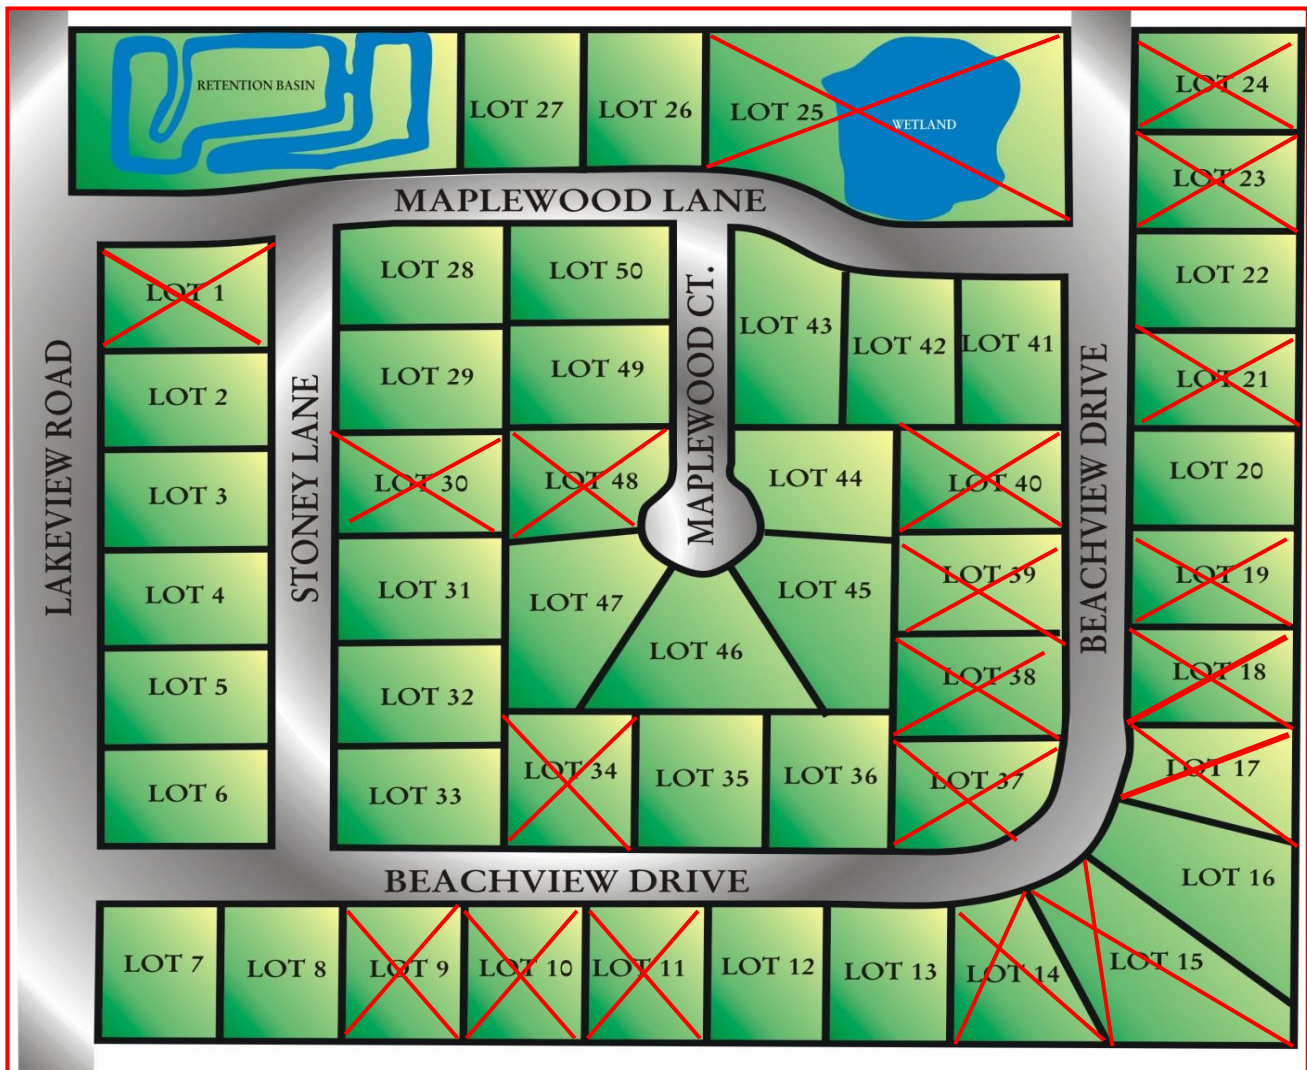 RETENTION BASIN
LOT 27
LOT 26
LOT 25
WETLAND
LOT 24
LOT 23
MAPLEWOOD LANE
LOT 1
LOT 28
LOT 50
LOT 22
LOT 2
LOT 29
LOT 49
MAPLEWOOD CT.
LOT 43
LOT 42
LOT 41
LOT 21
LAKEVIEW ROAD
STONEY LANE
BEACHVIEW DRIVE
LOT 3
LOT 30
LOT 48
LOT 44
LOT 40
LOT 20
LOT 4
LOT 31
LOT 47
LOT 45
LOT 39
LOT 19
LOT 46
LOT 5
LOT 32
LOT 38
LOT 18
LOT 6
LOT 33
LOT 34
LOT 35
LOT 36
LOT 37
LOT 17
BEACHVIEW DRIVE
LOT 16
LOT 7
LOT 8
LOT 9
LOT 10
LOT 11
LOT 12
LOT 13
LOT 14
LOT 15